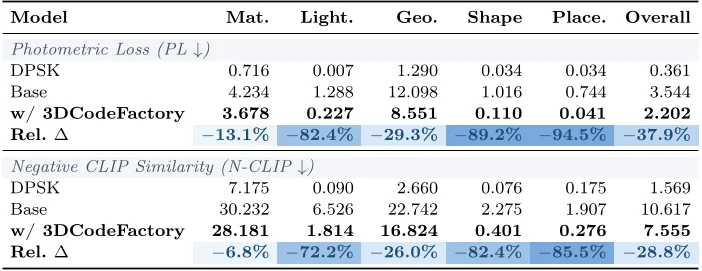 Model Mat. Light. Geo. Shape Place. Overall
Photometric Loss (PL ↓)
DPSK 0.716 0.007 1.290 0.034 0.034 0.361
Base 4.234 1.288 12.098 1.016 0.744 3.544
w/ 3DCodeFactory 3.678 0.227 8.551 0.110 0.041 2.202
Rel. Δ −13.1% −82.4% −29.3% −89.2% −94.5% −37.9%
Negative CLIP Similarity (N-CLIP ↓)
DPSK 7.175 0.090 2.660 0.076 0.175 1.569
Base 30.232 6.526 22.742 2.275 1.907 10.617
w/ 3DCodeFactory 28.181 1.814 16.824 0.401 0.276 7.555
Rel. Δ −6.8% −72.2% −26.0% −82.4% −85.5% −28.8%